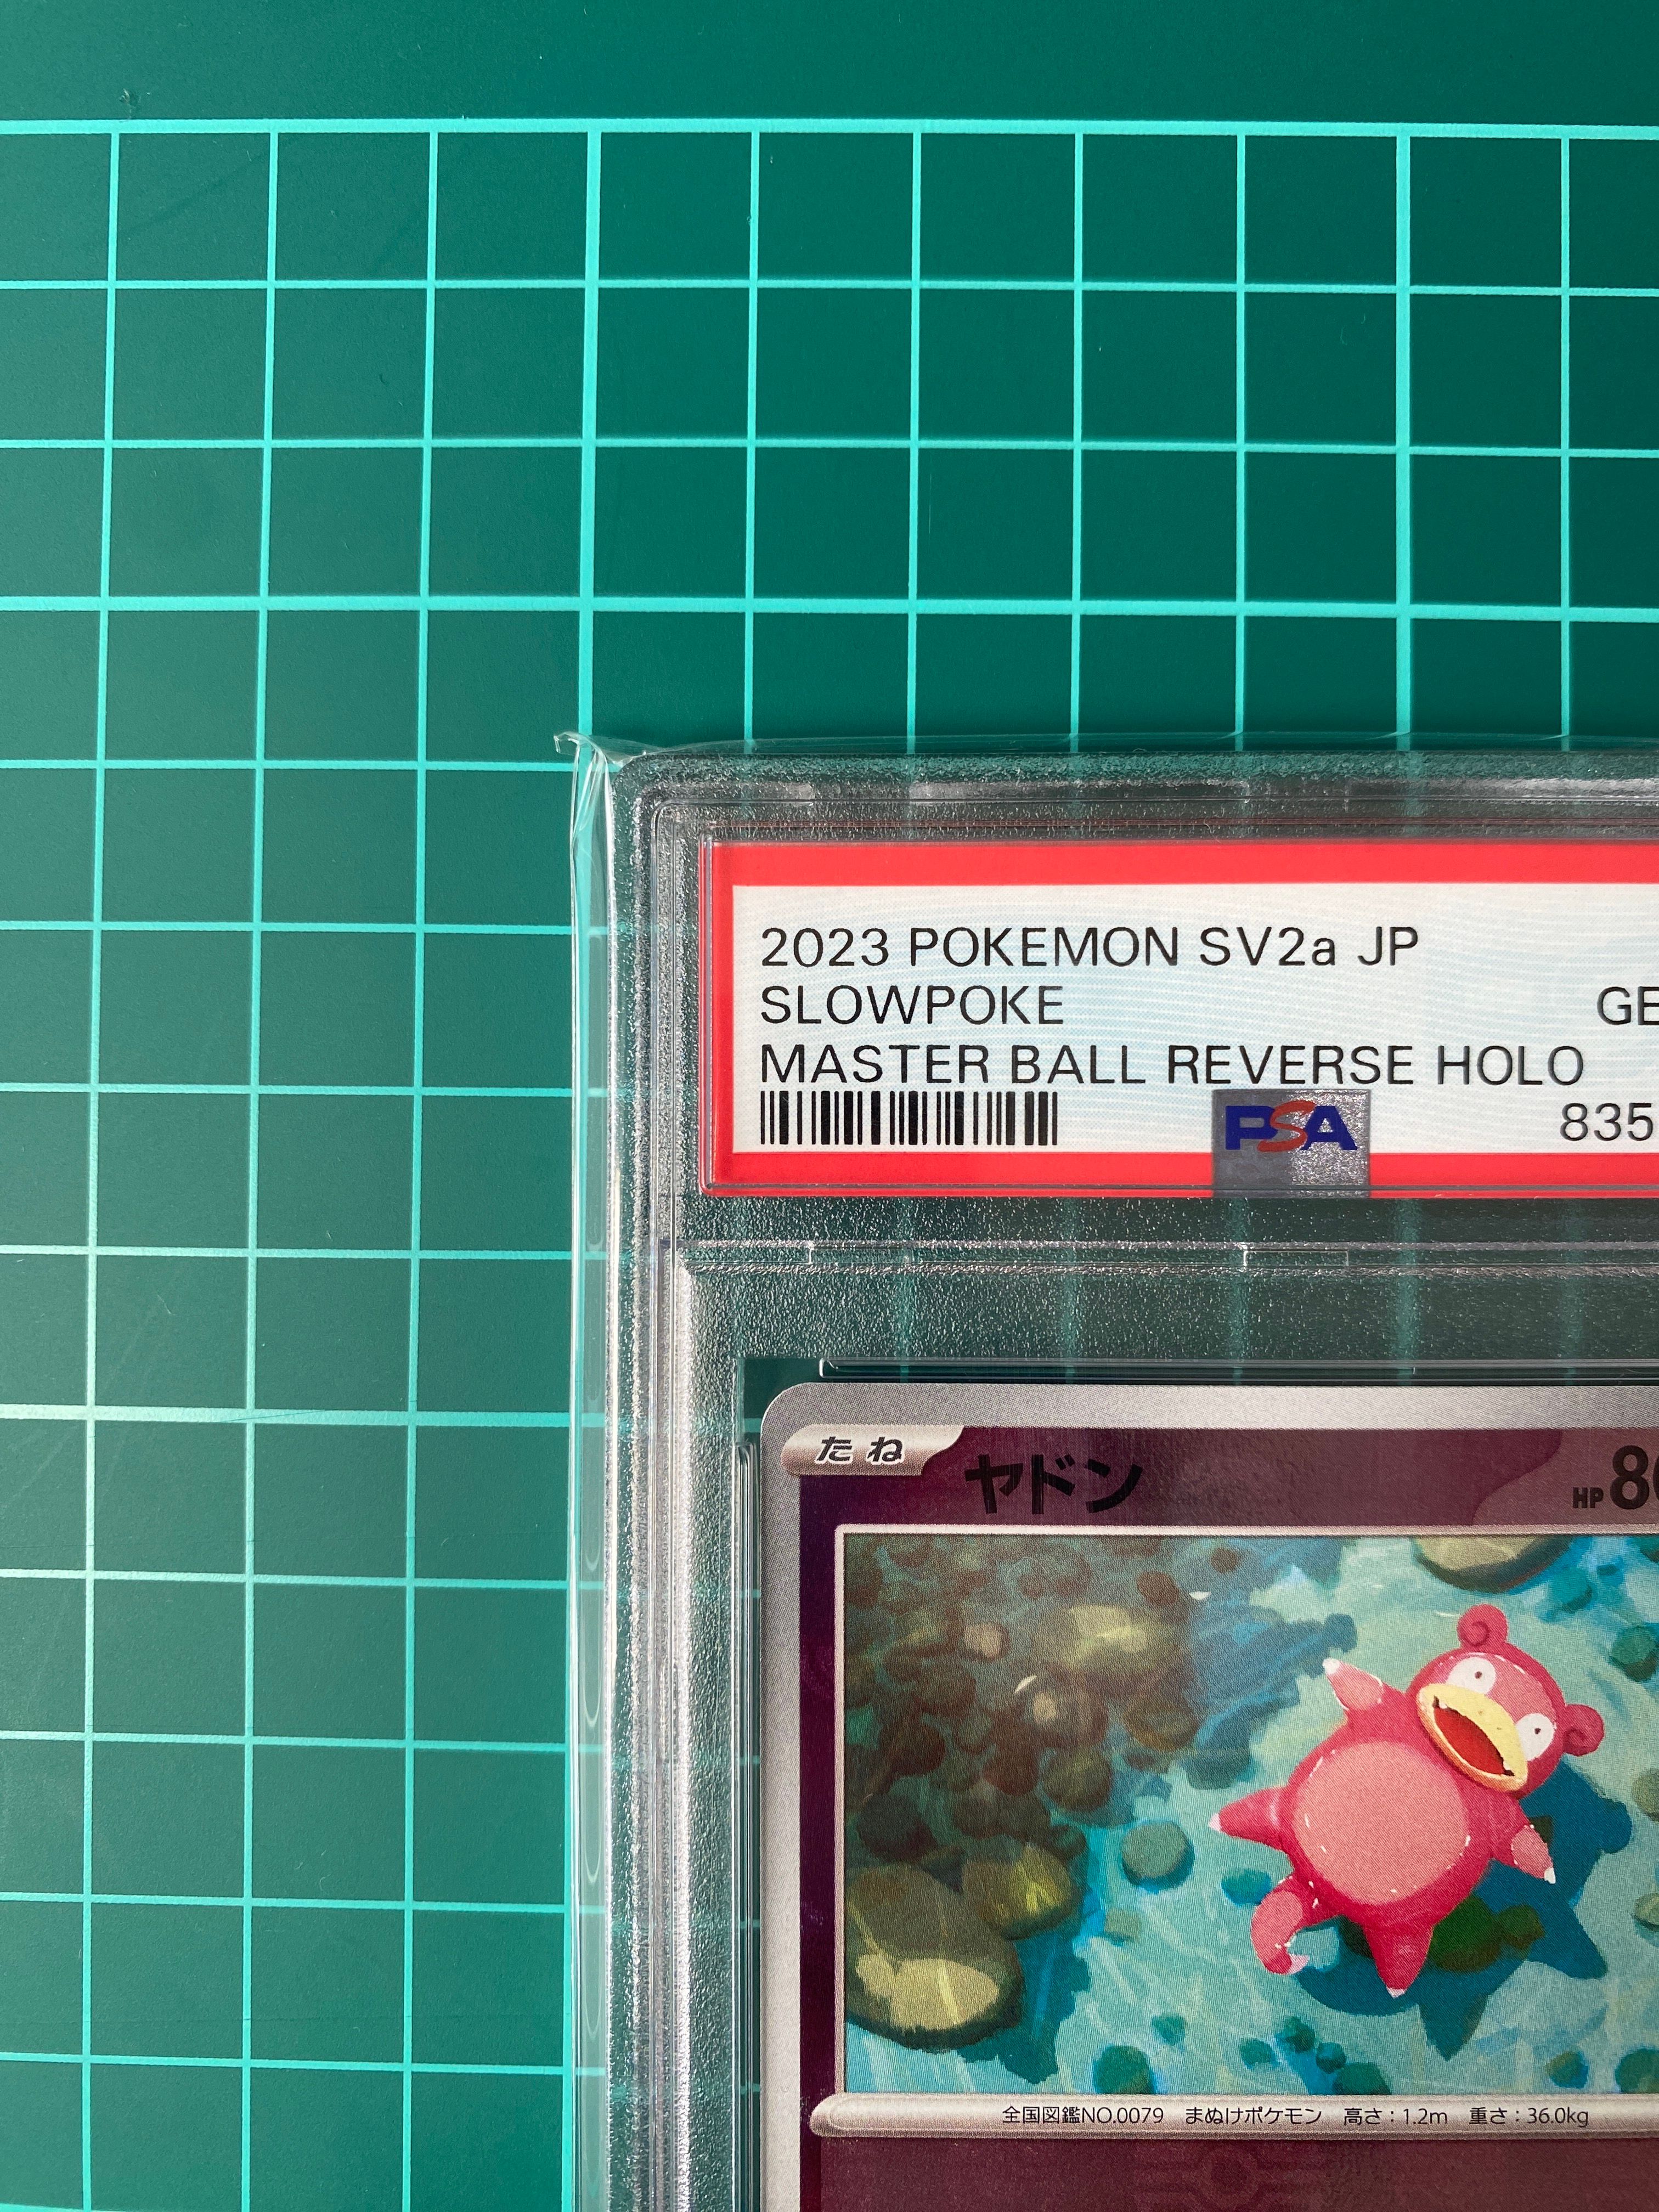 2023 POKEMON SV2a JP
SLOWPOKE
MASTER BALL REVERSE HOLO
PSA
たね ヤドン HP
全国図鑑NO.0079 まぬけポケモン 高さ:1.2m 重さ:36.0kg